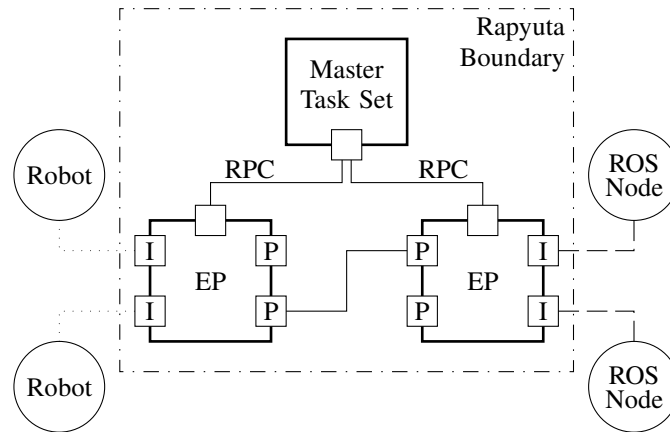 Rapyuta
Boundary
Master
Task Set
RPC RPC
Robot
ROS
Node
I P P I
EP EP
I P P I
Robot
ROS
Node